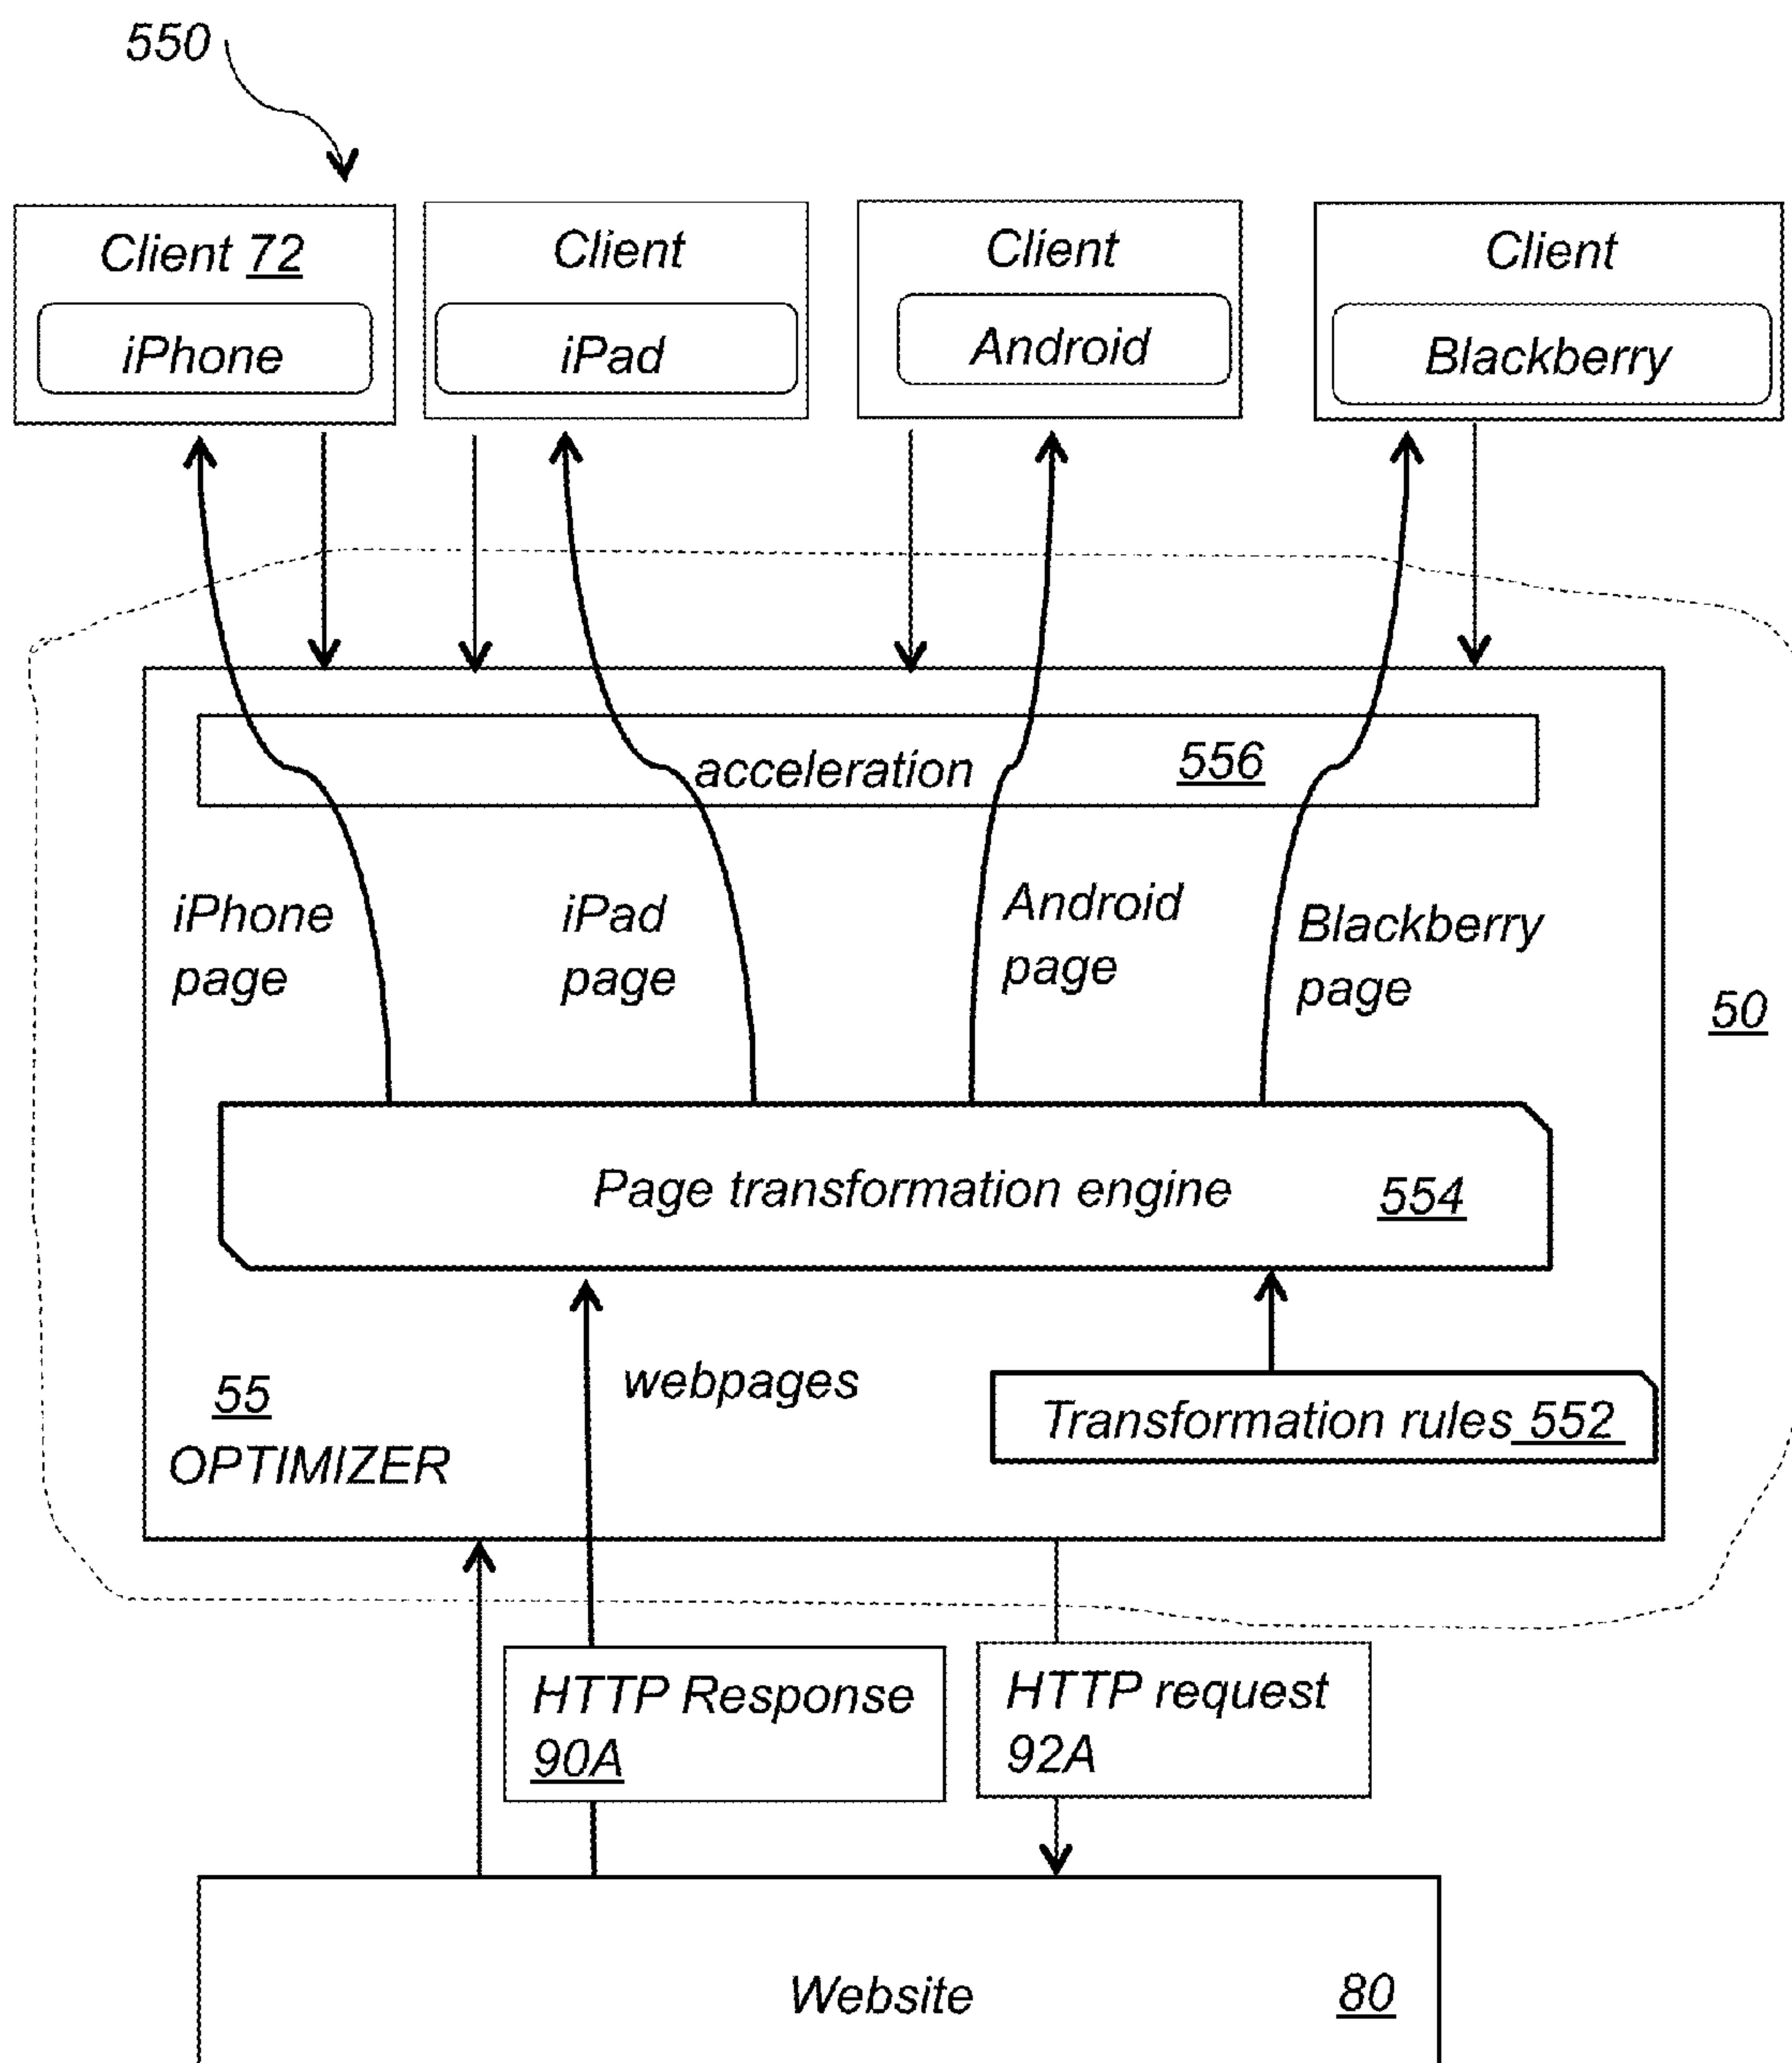 550
Client 72
iPhone
Client
iPad
Client
Android
Client
Blackberry
acceleration 556
iPhone
page
iPad
page
Android
page
Blackberry
page
50
Page transformation engine 554
webpages
Transformation rules 552
55
OPTIMIZER
HTTP Response
90A
HTTP request
92A
Website 80